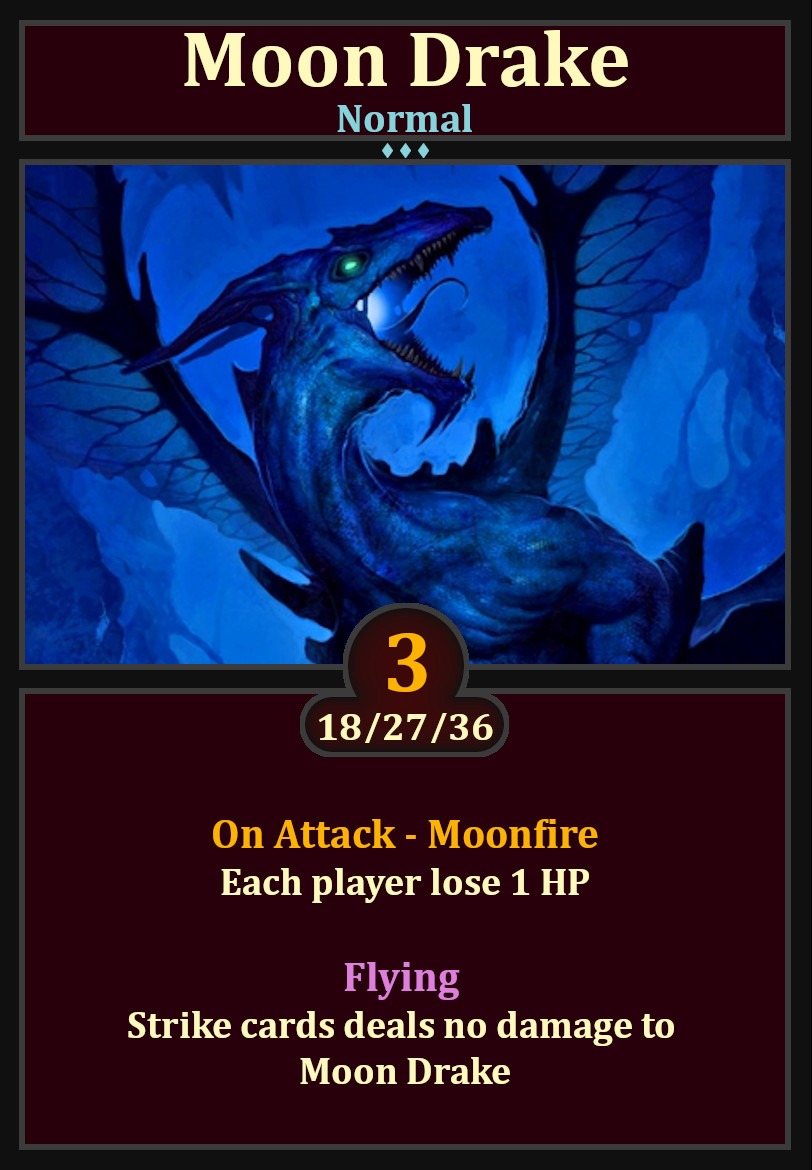 Moon Drake
Normal
3
18/27/36
On Attack - Moonfire
Each player lose 1 HP
Flying
Strike cards deals no damage to
Moon Drake